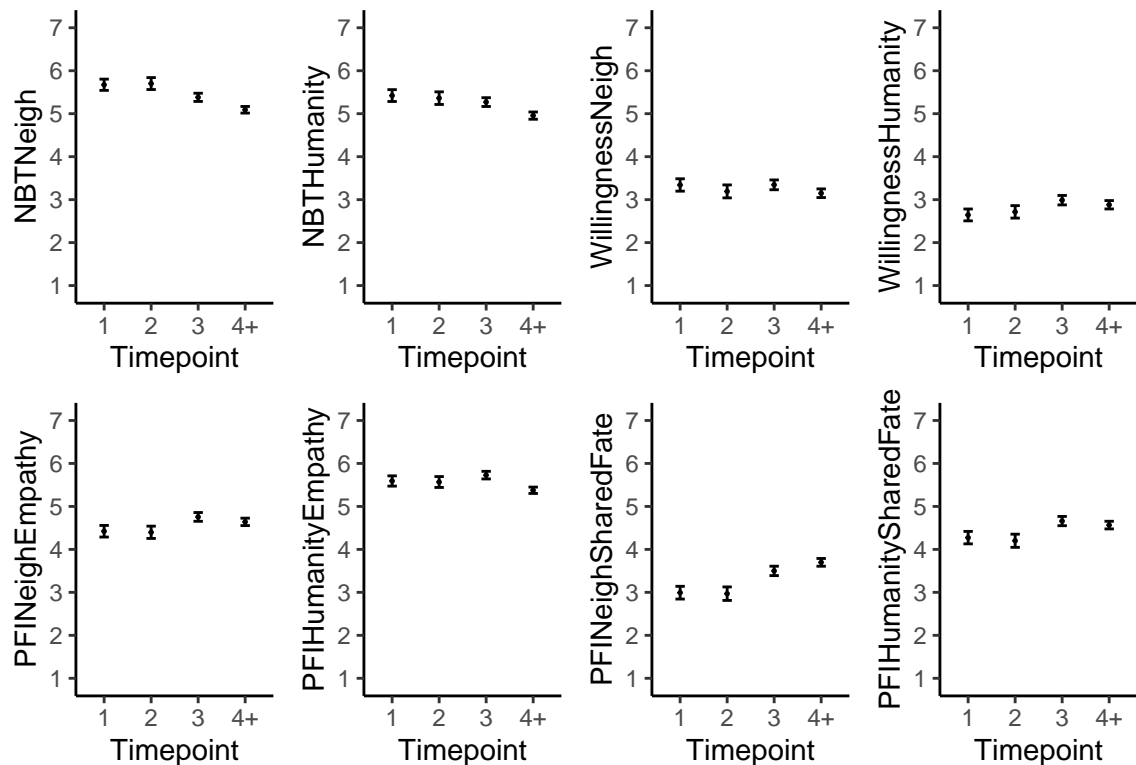 NBTNeigh
7
6
5
4
3
2
1
1 2 3 4+
Timepoint
NBTHumanity
7
6
5
4
3
2
1
1 2 3 4+
Timepoint
WillingnessNeigh
7
6
5
4
3
2
1
1 2 3 4+
Timepoint
WillingnessHumanity
7
6
5
4
3
2
1
1 2 3 4+
Timepoint
PFINeighEmpathy
7
6
5
4
3
2
1
1 2 3 4+
Timepoint
PFIHumanityEmpathy
7
6
5
4
3
2
1
1 2 3 4+
Timepoint
PFINeighSharedFate
7
6
5
4
3
2
1
1 2 3 4+
Timepoint
PFIHumanitySharedFate
7
6
5
4
3
2
1
1 2 3 4+
Timepoint